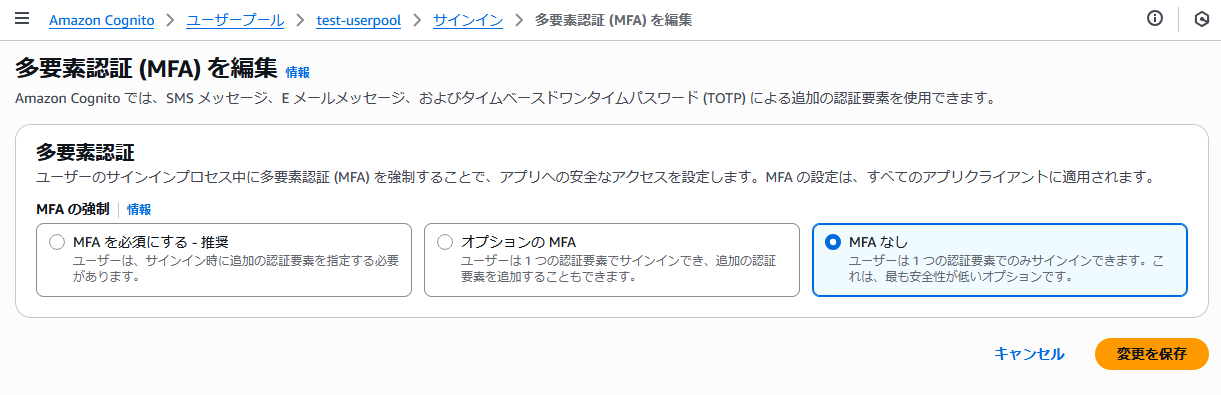 Amazon Cognito > ユーザープール > test-userpool > サインイン > 多要素認証 (MFA) を編集
多要素認証 (MFA) を編集 情報
Amazon Cognito では、SMS メッセージ、E メールメッセージ、およびタイムベースドワンタイムパスワード (TOTP) による追加の認証要素を使用できます。
多要素認証
ユーザーのサインインプロセス中に多要素認証 (MFA) を強制することで、アプリへの安全なアクセスを設定します。MFA の設定は、すべてのアプリクライアントに適用されます。
MFA の強制 情報
MFA を必須にする - 推奨
ユーザーは、サインイン時に追加の認証要素を指定する必要
があります。
オプションの MFA
ユーザーは 1 つの認証要素でサインインでき、追加の認証
要素を追加することもできます。
MFA なし
ユーザーは 1 つの認証要素でのみサインインできます。こ
れは、最も安全性が低いオプションです。
キャンセル 変更を保存